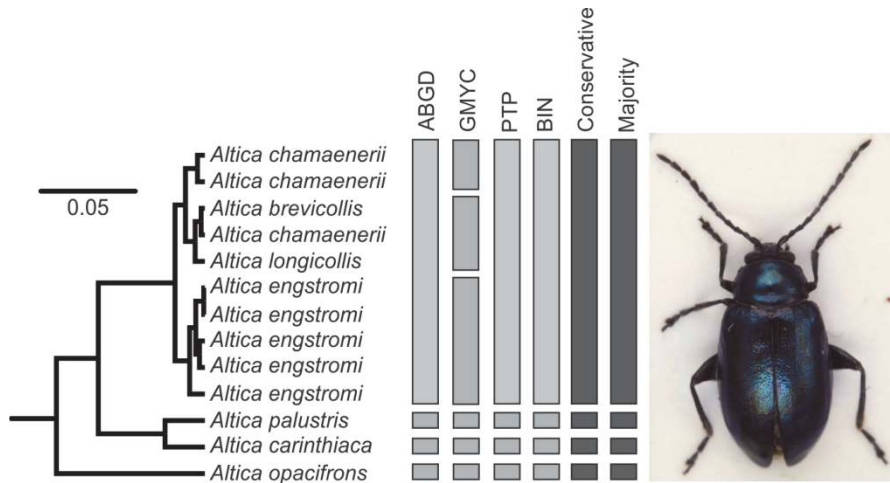 ABGD
GMYC
PTP
BIN
Conservative
Majority
Altica chamaenerii
Altica chamaenerii
0.05
Altica brevicollis
Altica chamaenerii
Altica longicollis
Altica engstromi
Altica engstromi
Altica engstromi
Altica engstromi
Altica engstromi
Altica palustris
Altica carinthiaca
Altica opacifrons